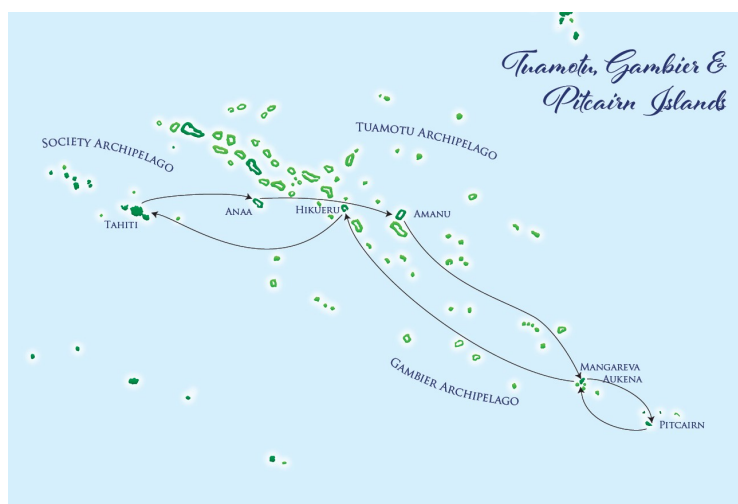 Tuamotu, Gambier &
Pitcairn Islands
Tuamotu Archipelago
Society Archipelago
Anaa
Hikueru
Amanu
Tahiti
Mangareva
Aukena
Gambier Archipelago
Pitcairn